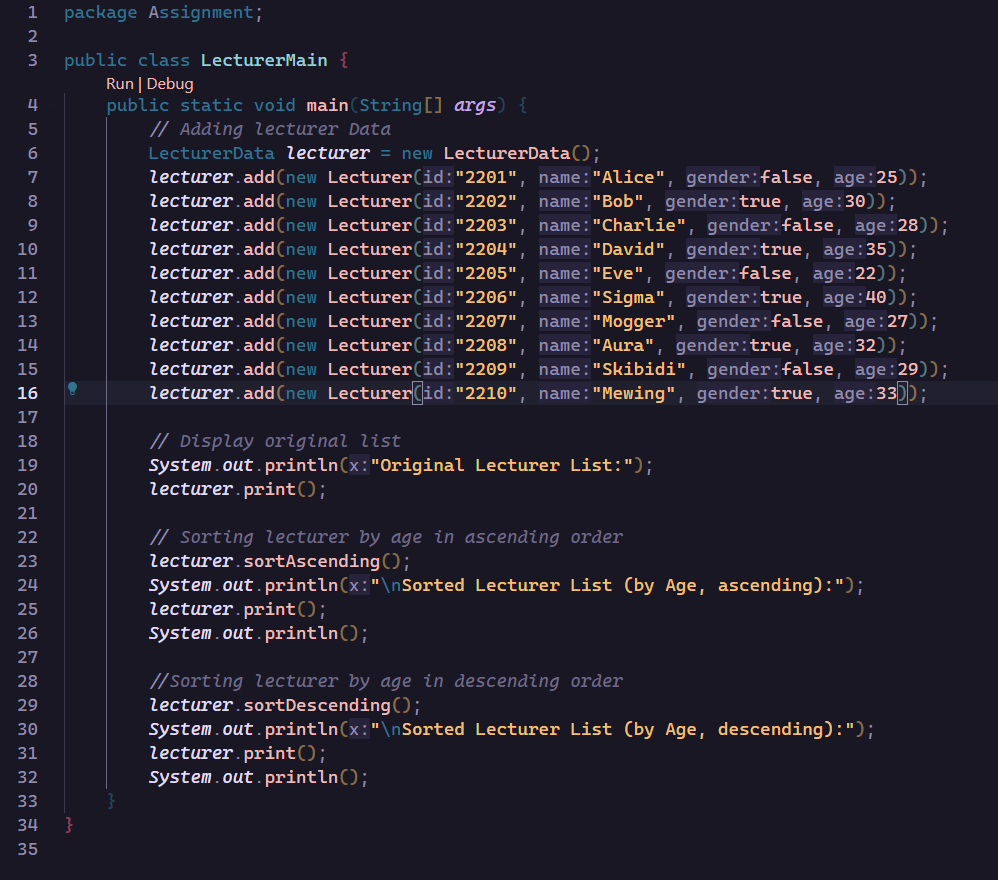 1 package Assignment;
2
3 public class LecturerMain {
Run | Debug
4 public static void main(String[] args) {
5 // Adding lecturer Data
6 LecturerData lecturer = new LecturerData();
7 lecturer.add(new Lecturer(id:"2201", name:"Alice", gender:false, age:25));
8 lecturer.add(new Lecturer(id:"2202", name:"Bob", gender:true, age:30));
9 lecturer.add(new Lecturer(id:"2203", name:"Charlie", gender:false, age:28));
10 lecturer.add(new Lecturer(id:"2204", name:"David", gender:true, age:35));
11 lecturer.add(new Lecturer(id:"2205", name:"Eve", gender:false, age:22));
12 lecturer.add(new Lecturer(id:"2206", name:"Sigma", gender:true, age:40));
13 lecturer.add(new Lecturer(id:"2207", name:"Mogger", gender:false, age:27));
14 lecturer.add(new Lecturer(id:"2208", name:"Aura", gender:true, age:32));
15 lecturer.add(new Lecturer(id:"2209", name:"Skibidi", gender:false, age:29));
16 lecturer.add(new Lecturer(id:"2210", name:"Mewing", gender:true, age:33));
17
18 // Display original list
19 System.out.println(x:"Original Lecturer List:");
20 lecturer.print();
21
22 // Sorting lecturer by age in ascending order
23 lecturer.sortAscending();
24 System.out.println(x:"\nSorted Lecturer List (by Age, ascending):");
25 lecturer.print();
26 System.out.println();
27
28 //Sorting lecturer by age in descending order
29 lecturer.sortDescending();
30 System.out.println(x:"\nSorted Lecturer List (by Age, descending):");
31 lecturer.print();
32 System.out.println();
33 }
34 }
35